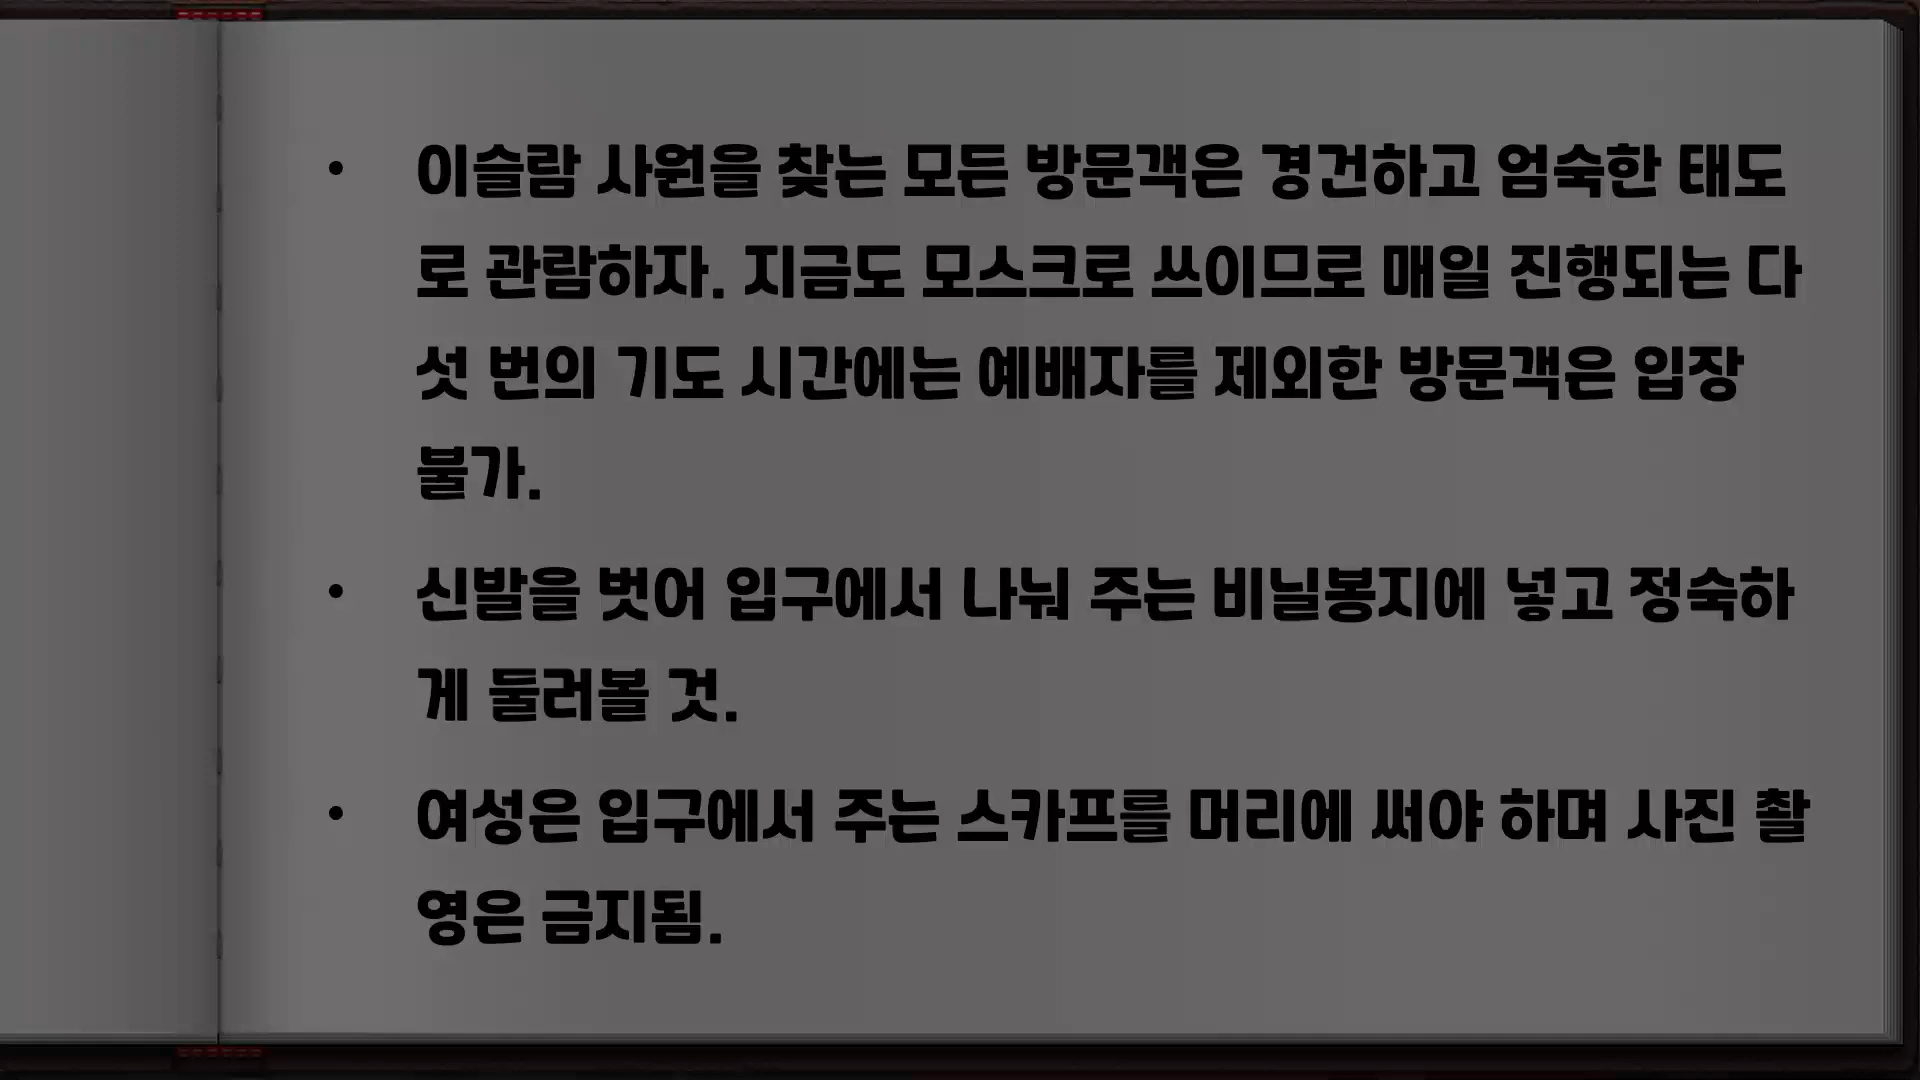 • 이슬람 사원을 찾는 모든 방문객은 경건하고 엄숙한 태도
로 관람하자. 지금도 모스크로 쓰이므로 매일 진행되는 다
섯 번의 기도 시간에는 예배자를 제외한 방문객은 입장
불가.
• 신발을 벗어 입구에서 나눠 주는 비닐봉지에 넣고 정숙하
게 둘러볼 것.
• 여성은 입구에서 주는 스카프를 머리에 써야 하며 사진 촬
영은 금지됨.